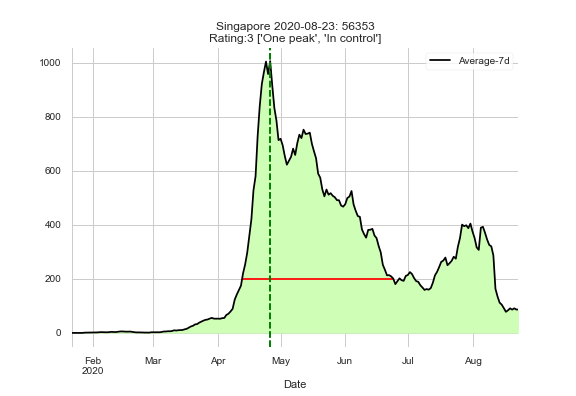 Singapore 2020-08-23: 56353
Rating:3 ['One peak', 'In control']
Average-7d
1000
800
600
400
200
0
Feb
2020
Mar
Apr
May
Jun
Jul
Aug
Date